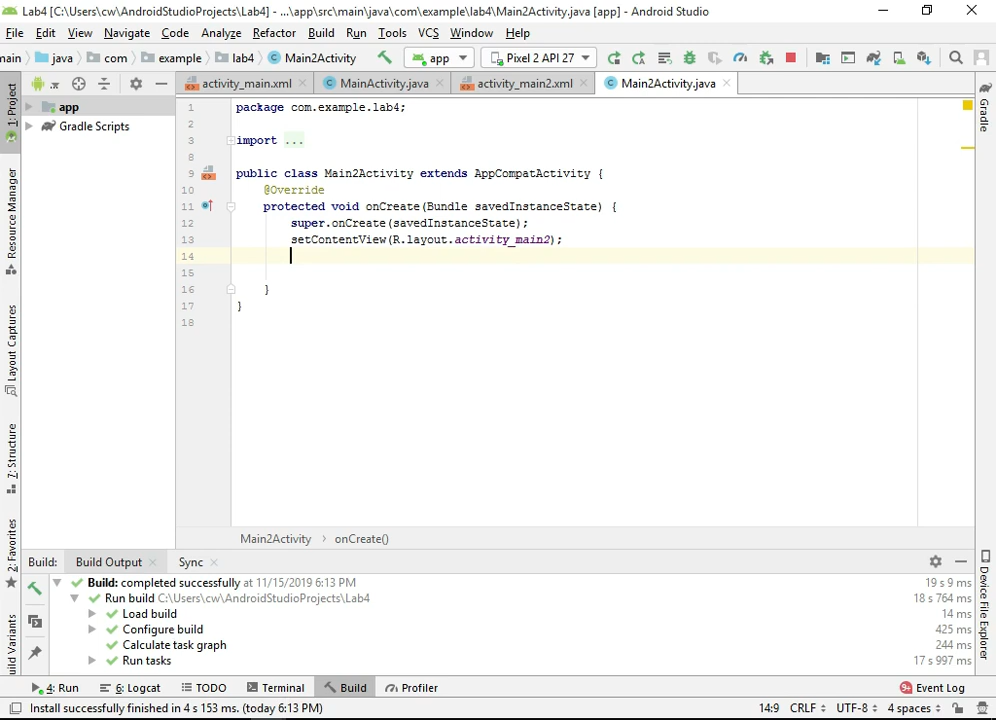 Lab4 [C:\Users\cw\AndroidStudioProjects\Lab4] - ...\app\src\main\java\com\example\lab4\Main2Activity.java [app] - Android Studio
File Edit View Navigate Code Analyze Refactor Build Run Tools VCS Window Help
main java com example lab4 Main2Activity app Pixel 2 API 27
1: Project
Resource Manager
Layout Captures
7: Structure
2: Favorites
uild Variants
app
Gradle Scripts
activity_main.xml MainActivity.java activity_main2.xml Main2Activity.java
1 package com.example.lab4;
2
3 import ...
8
9 public class Main2Activity extends AppCompatActivity {
10 @Override
11 protected void onCreate(Bundle savedInstanceState) {
12 super.onCreate(savedInstanceState);
13 setContentView(R.layout.activity_main2);
14
15
16 }
17 }
18
Main2Activity › onCreate()
Gradle
Device File Explorer
Build: Build Output Sync
Build: completed successfully at 11/15/2019 6:13 PM 19 s 9 ms
Run build C:\Users\cw\AndroidStudioProjects\Lab4 18 s 764 ms
Load build 14 ms
Configure build 425 ms
Calculate task graph 244 ms
Run tasks 17 s 997 ms
4: Run 6: Logcat TODO Terminal Build Profiler 9+ Event Log
Install successfully finished in 4 s 153 ms. (today 6:13 PM) 14:9 CRLF UTF-8 4 spaces